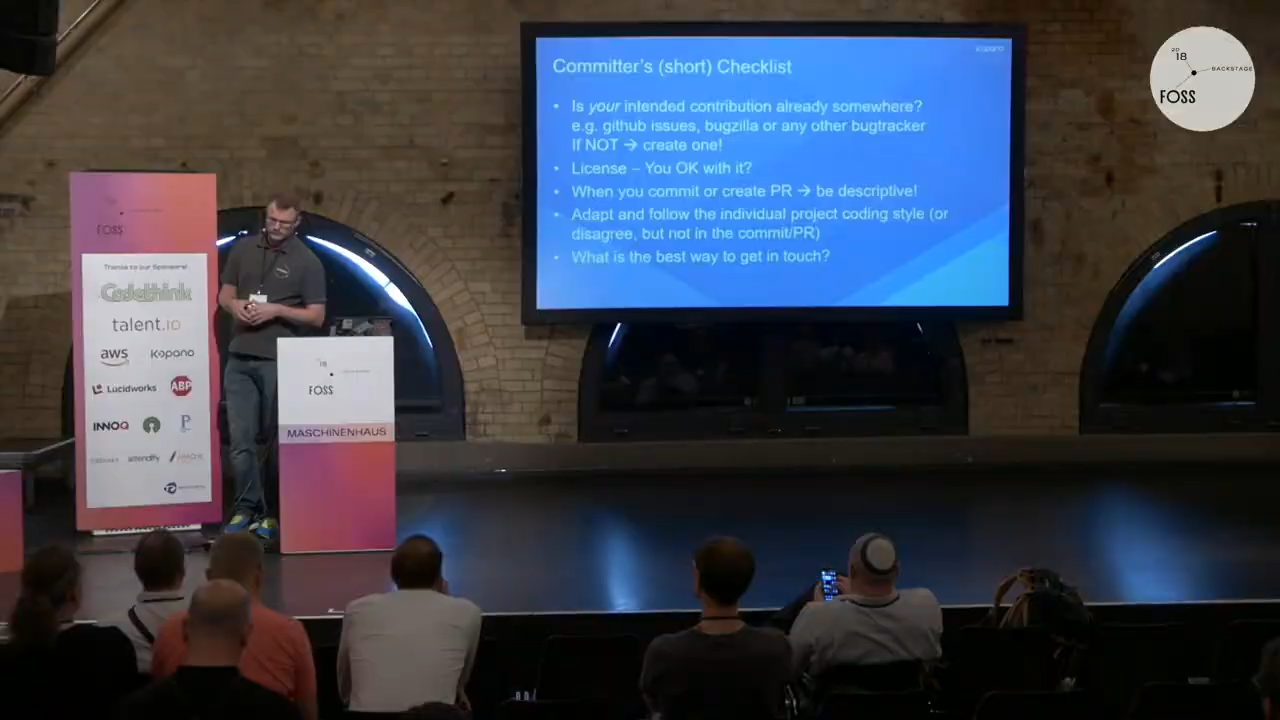 kopano
Committer's (short) Checklist
• Is your intended contribution already somewhere?
e.g. github issues, bugzilla or any other bugtracker
If NOT → create one!
• License – You OK with it?
• When you commit or create PR → be descriptive!
• Adapt and follow the individual project coding style (or
disagree, but not in the commit/PR)
• What is the best way to get in touch?
20
18
BACKSTAGE
FOSS
FOSS
Thanks to our Sponsors!
Codethink
talent.io
aws
kopano
Lucidworks
ABP
INNOQ
attendify
18
FOSS
MASCHINENHAUS